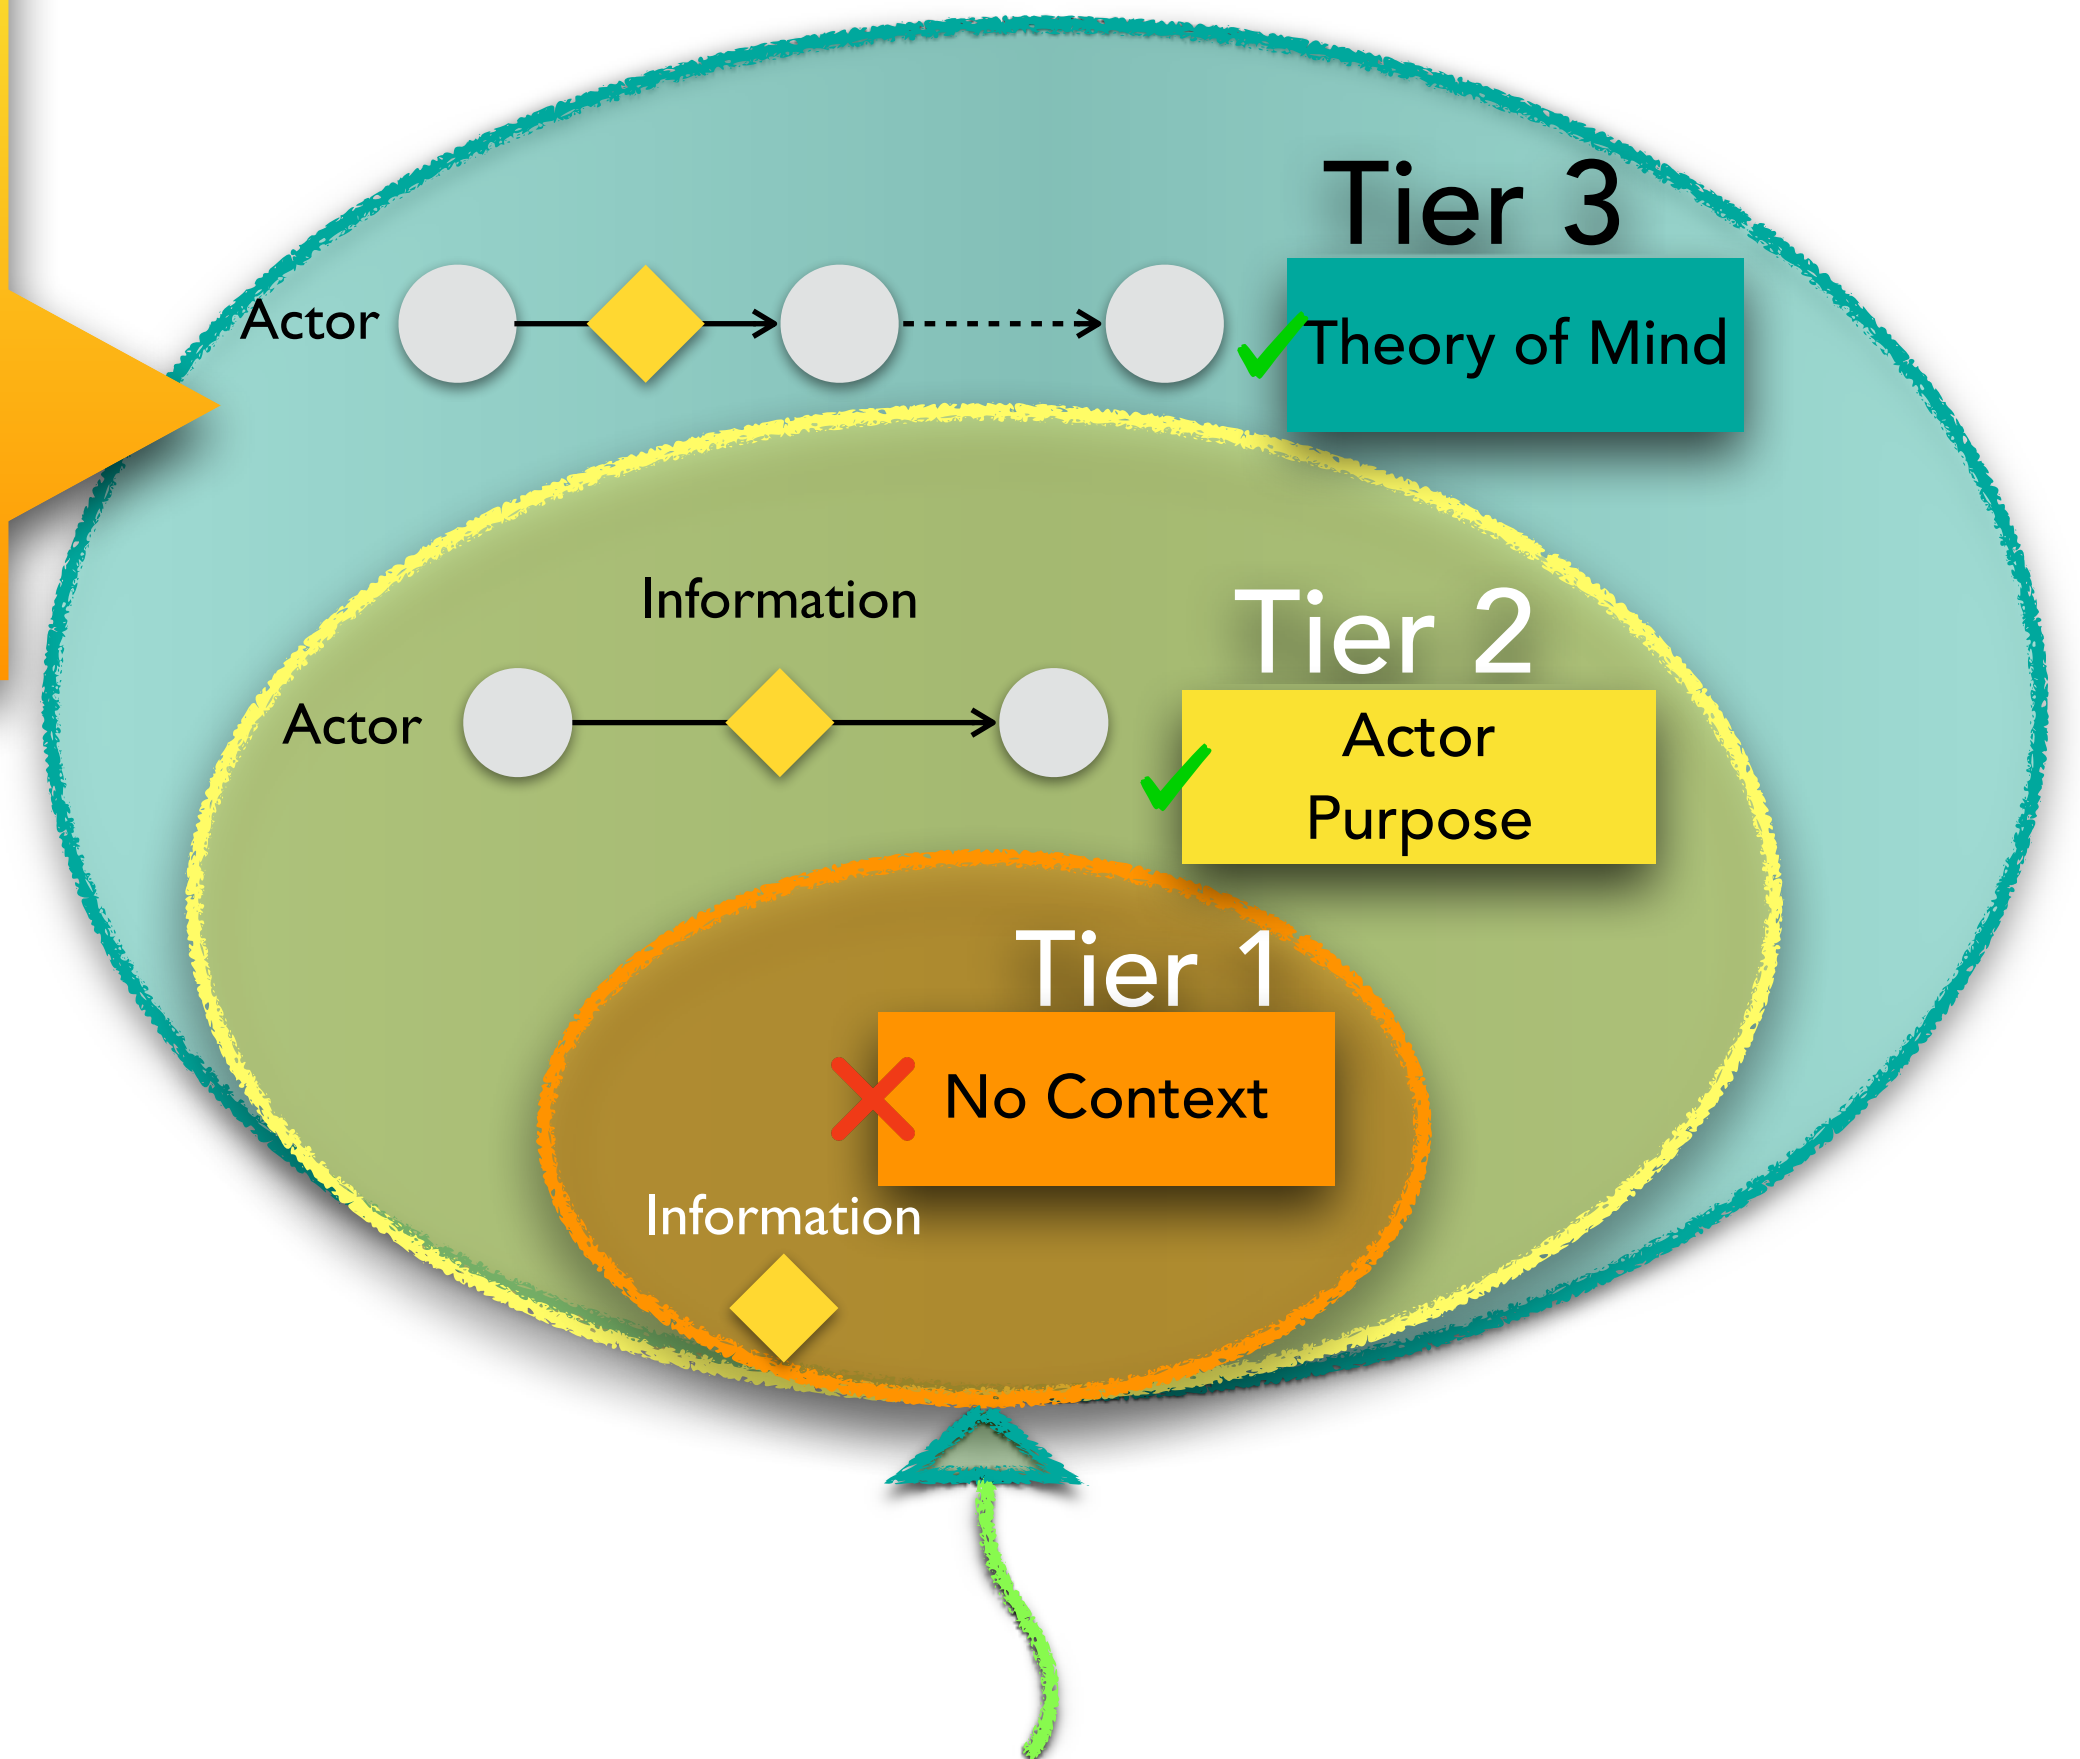 Tier 3
Actor
Theory of Mind
Information
Tier 2
Actor
Actor
Purpose
Tier 1
No Context
Information